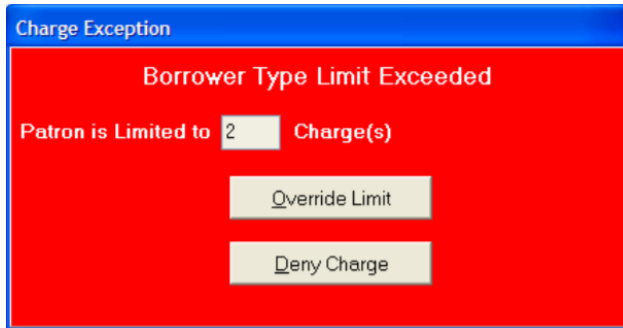 Charge Exception
Borrower Type Limit Exceeded
Patron is Limited to 2 Charge(s)
Override Limit
Deny Charge